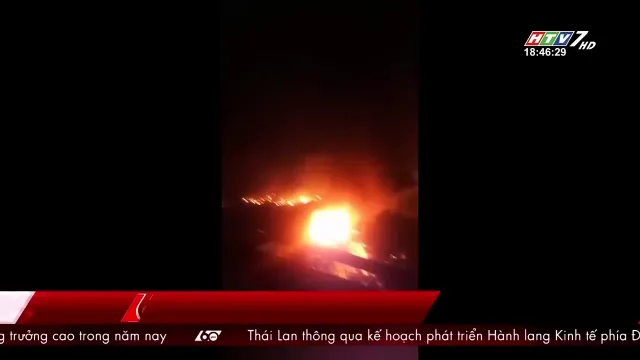 HTV7 HD
18:46:29
g trưởng cao trong năm nay 60 Thái Lan thông qua kế hoạch phát triển Hành lang Kinh tế phía Đ